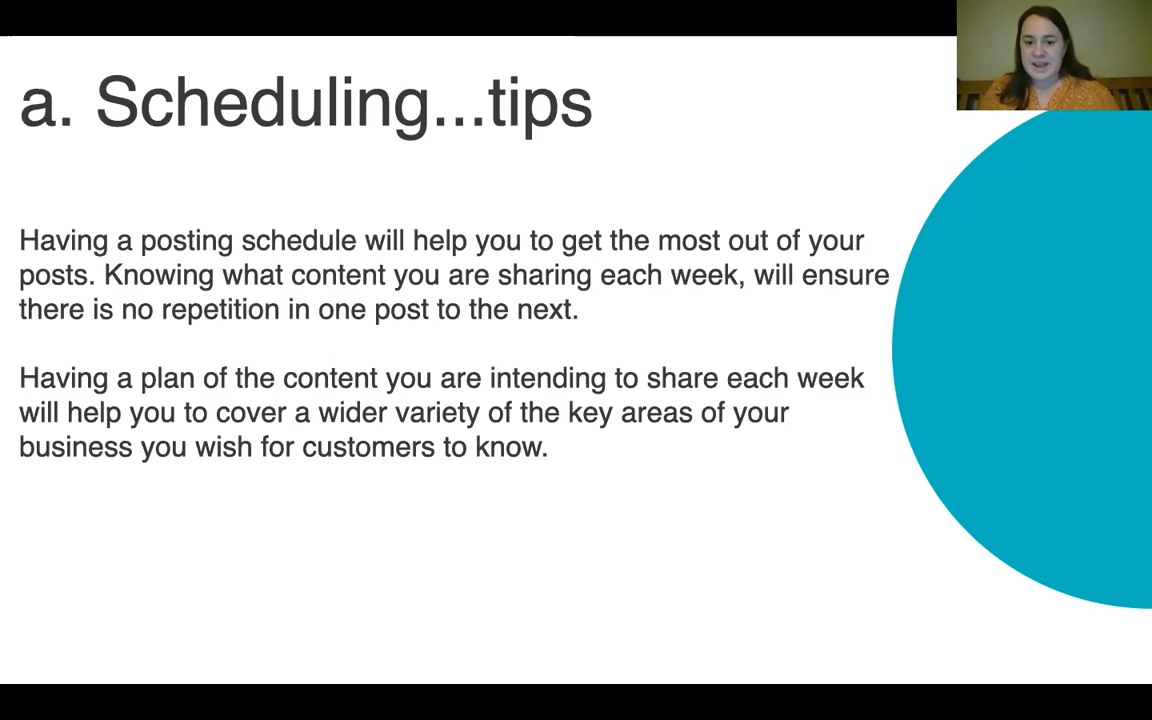 a. Scheduling...tips
Having a posting schedule will help you to get the most out of your
posts. Knowing what content you are sharing each week, will ensure
there is no repetition in one post to the next.
Having a plan of the content you are intending to share each week
will help you to cover a wider variety of the key areas of your
business you wish for customers to know.